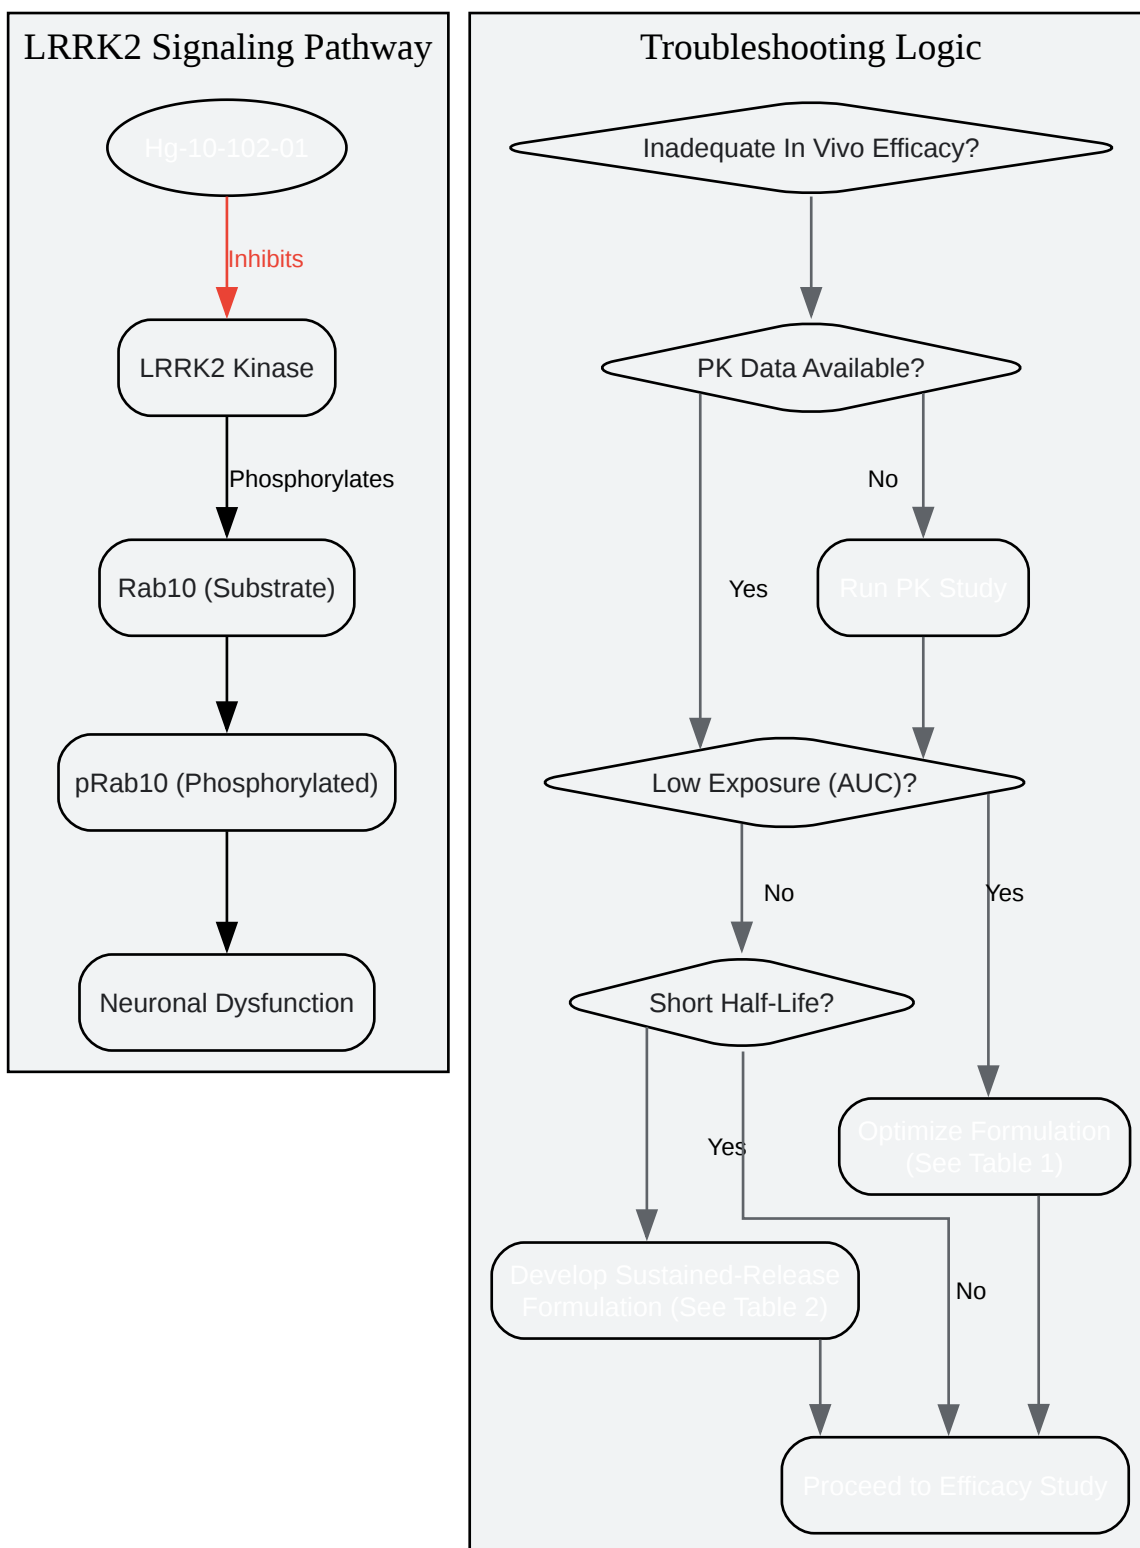 LRRK2 Signaling Pathway
Hg-10-102-01
Inhibits
LRRK2 Kinase
Phosphorylates
Rab10 (Substrate)
pRab10 (Phosphorylated)
Neuronal Dysfunction
Troubleshooting Logic
Inadequate In Vivo Efficacy?
PK Data Available?
No
Yes
Run PK Study
Low Exposure (AUC)?
No
Yes
Short Half-Life?
Yes
Optimize Formulation
(See Table 1)
Develop Sustained-Release
Formulation (See Table 2)
No
Proceed to Efficacy Study